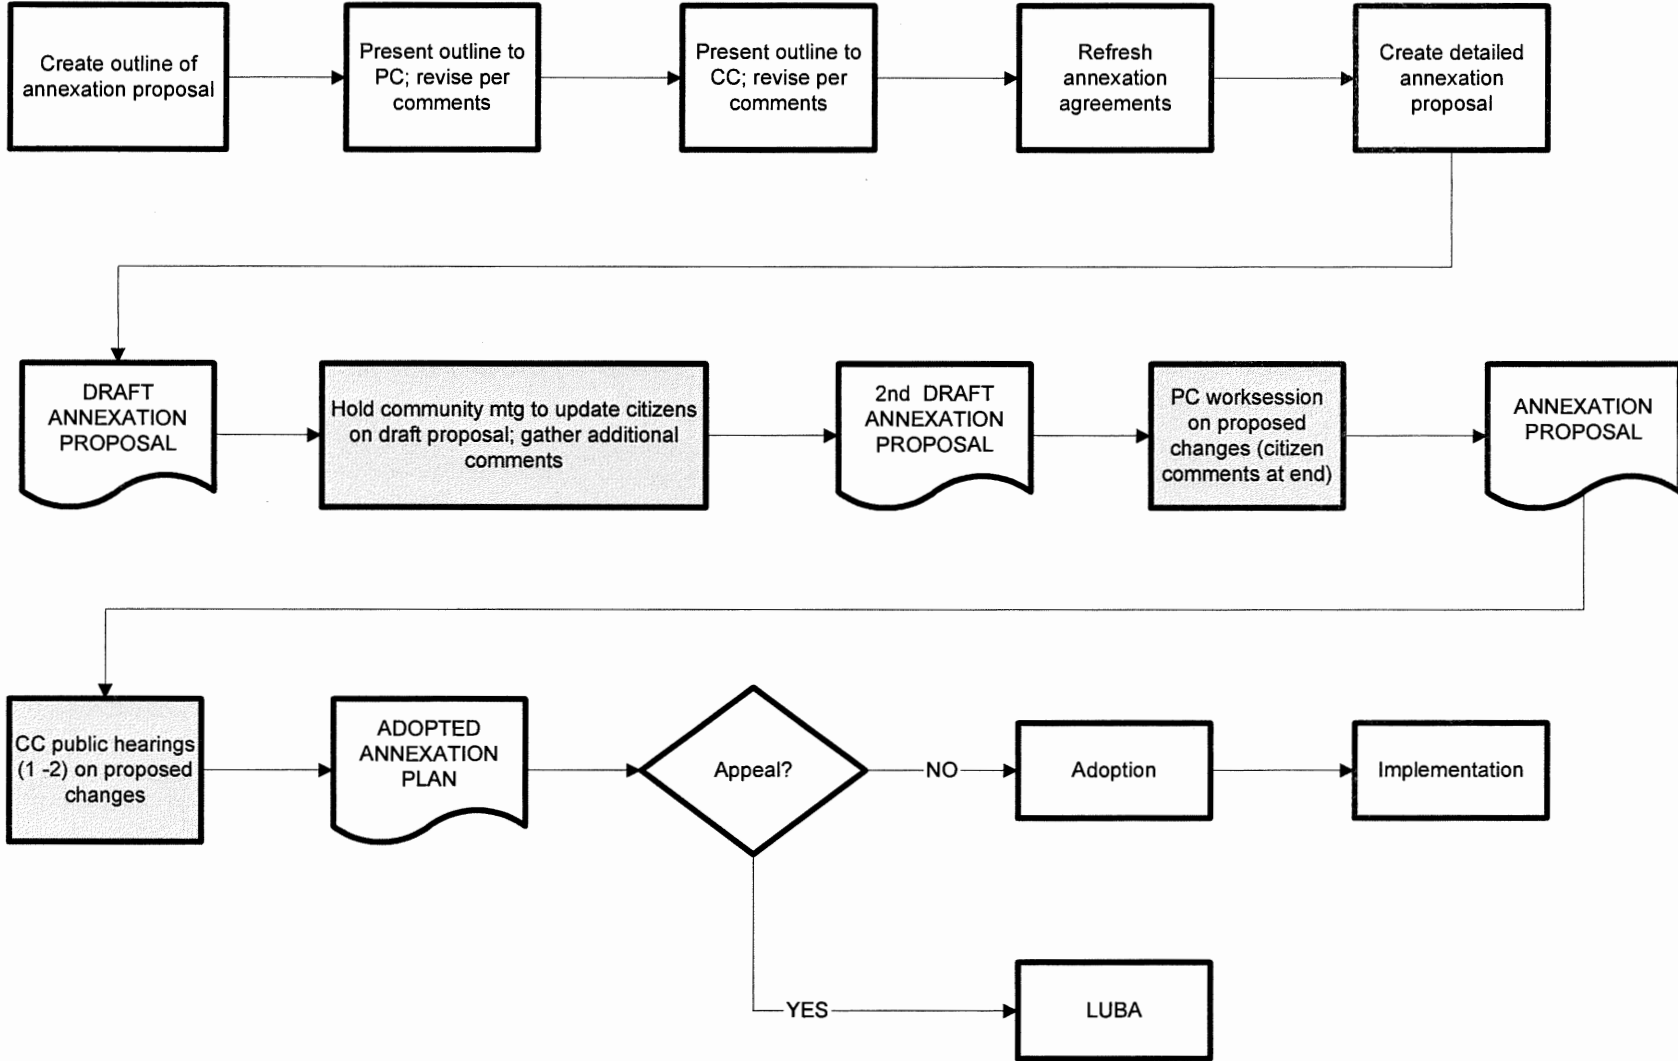 Create outline of
annexation proposal
Present outline to
PC; revise per
comments
Present outline to
CC; revise per
comments
Refresh
annexation
agreements
Create detailed
annexation
proposal
DRAFT
ANNEXATION
PROPOSAL
Hold community mtg to update citizens
on draft proposal; gather additional
comments
2nd DRAFT
ANNEXATION
PROPOSAL
PC worksession
on proposed
changes (citizen
comments at end)
ANNEXATION
PROPOSAL
CC public hearings
(1 -2) on proposed
changes
ADOPTED
ANNEXATION
PLAN
Appeal?
NO
Adoption
Implementation
YES
LUBA